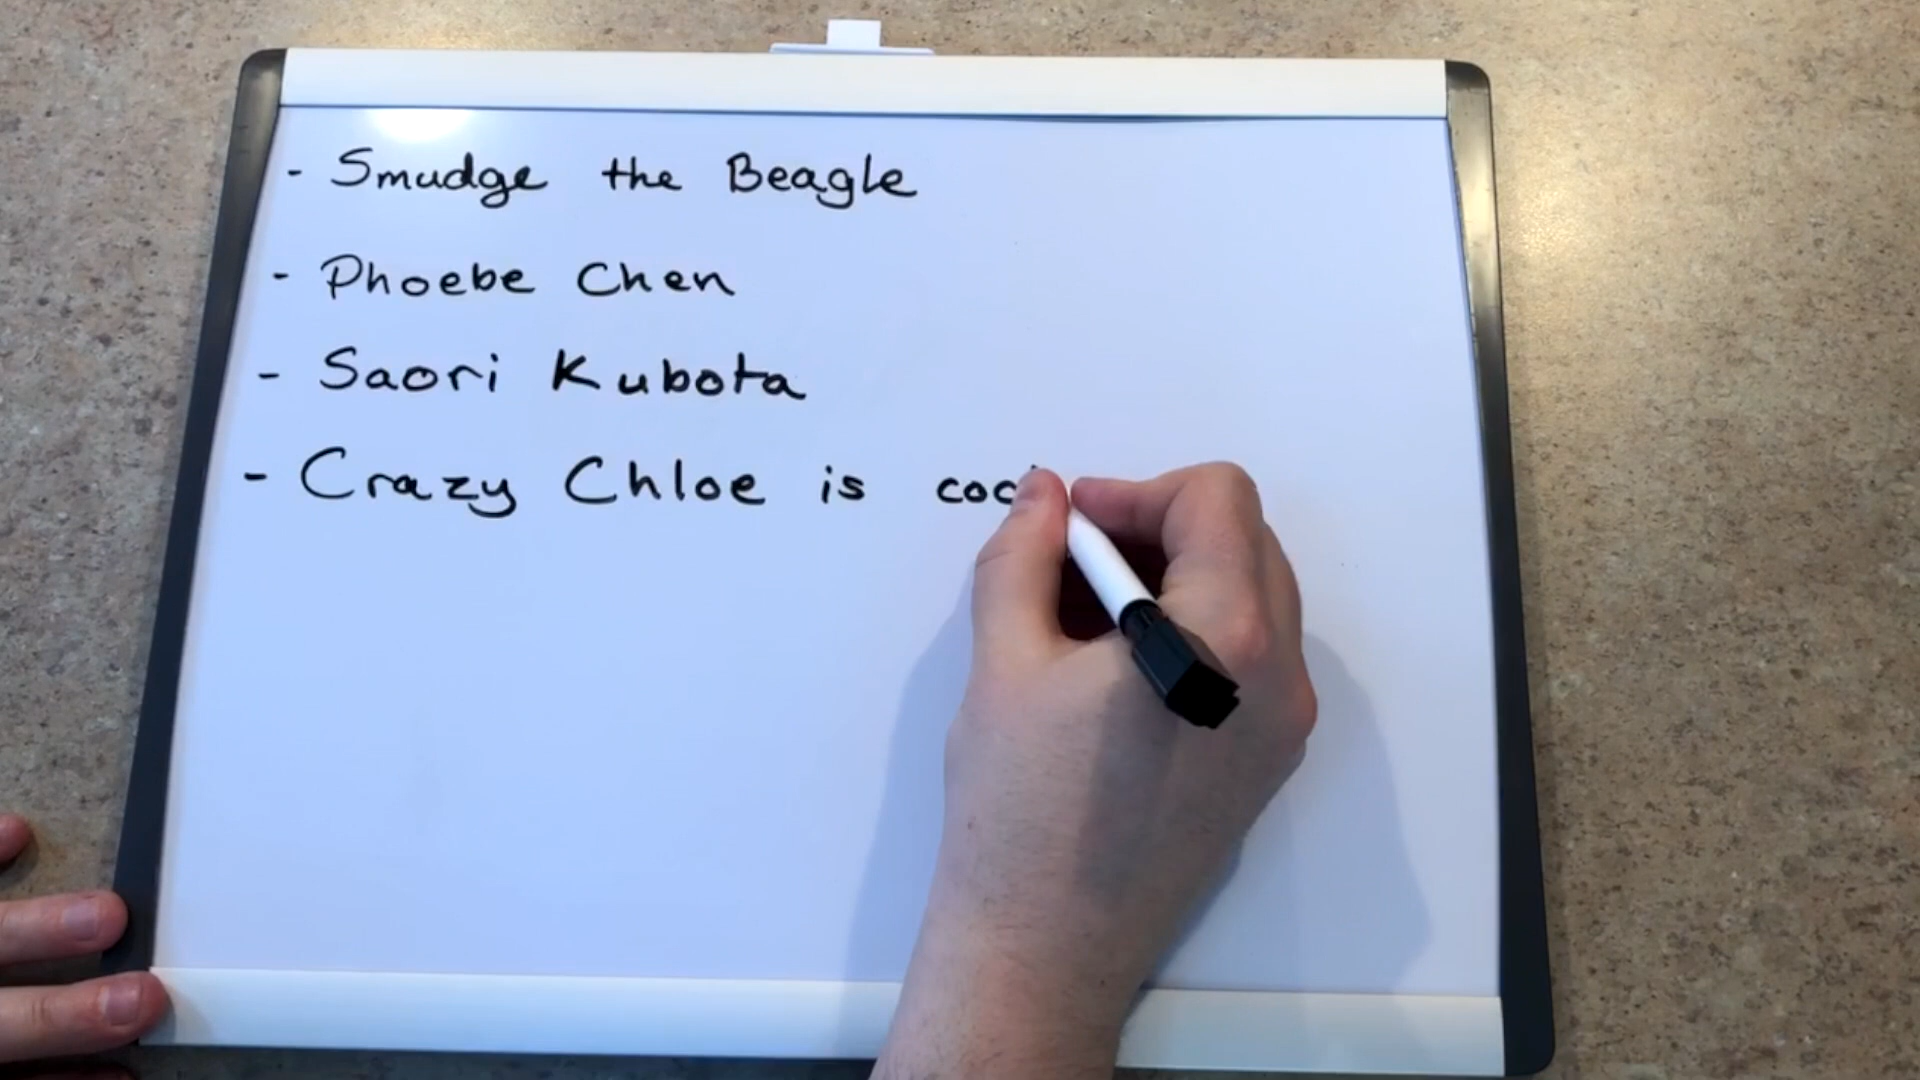 - Smudge the Beagle
- Phoebe Chen
- Saori Kubota
- Crazy Chloe is